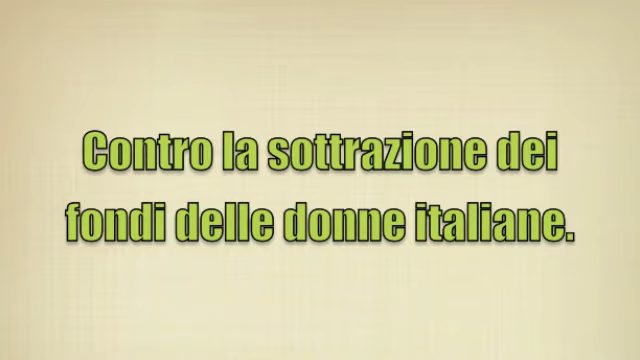 Contro la sottrazione dei
fondi delle donne italiane.